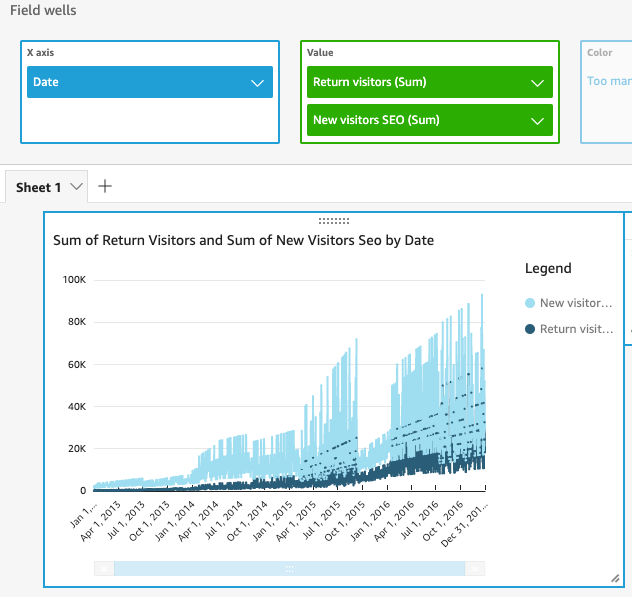 Field wells
X axis
Value
Color
Date
Return visitors (Sum)
Too mar
New visitors SEO (Sum)
Sheet 1
Sum of Return Visitors and Sum of New Visitors Seo by Date
Legend
New visitor...
Return visit...
100K
80K
60K
40K
20K
0
Jan 1,...
Apr 1, 2013
Jul 1, 2013
Oct 1, 2013
Jan 1, 2014
Apr 1, 2014
Jul 1, 2014
Oct 1, 2014
Jan 1, 2015
Apr 1, 2015
Jul 1, 2015
Oct 1, 2015
Jan 1, 2016
Apr 1, 2016
Jul 1, 2016
Oct 1, 2016
Dec 31, 201...